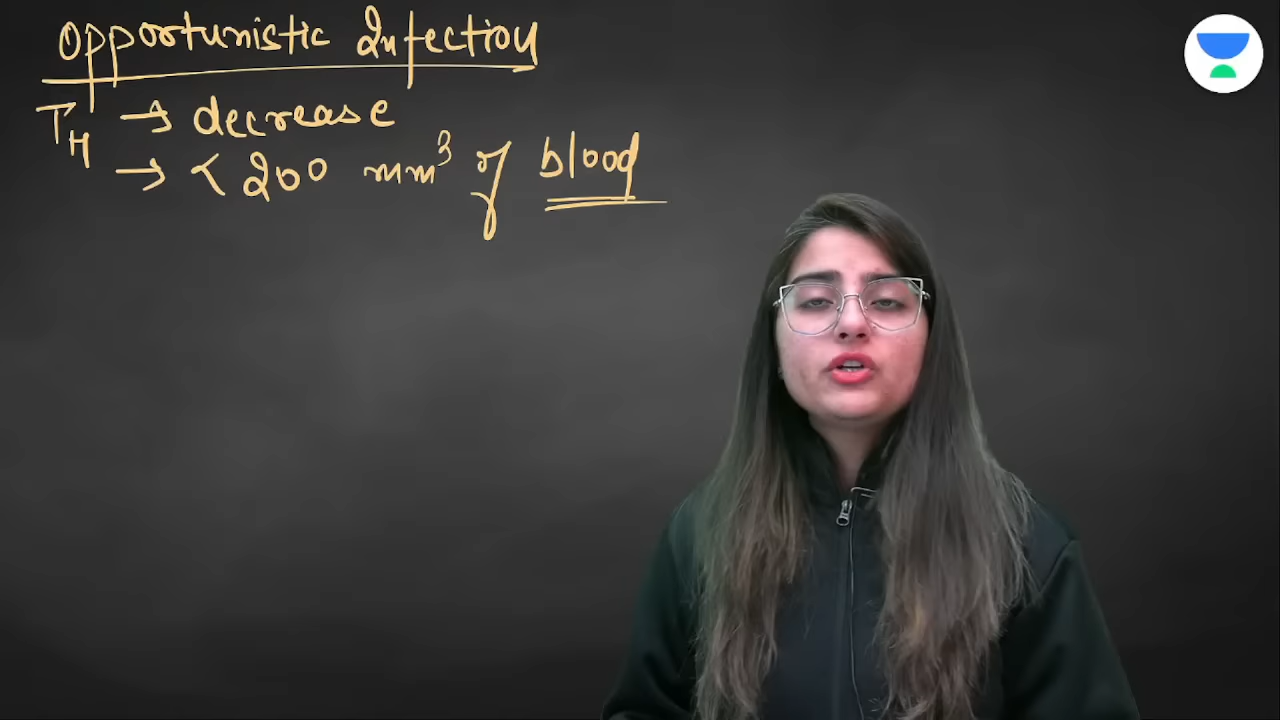 Opportunistic Infection
TH → decrease
→ < 200 mm³ of blood